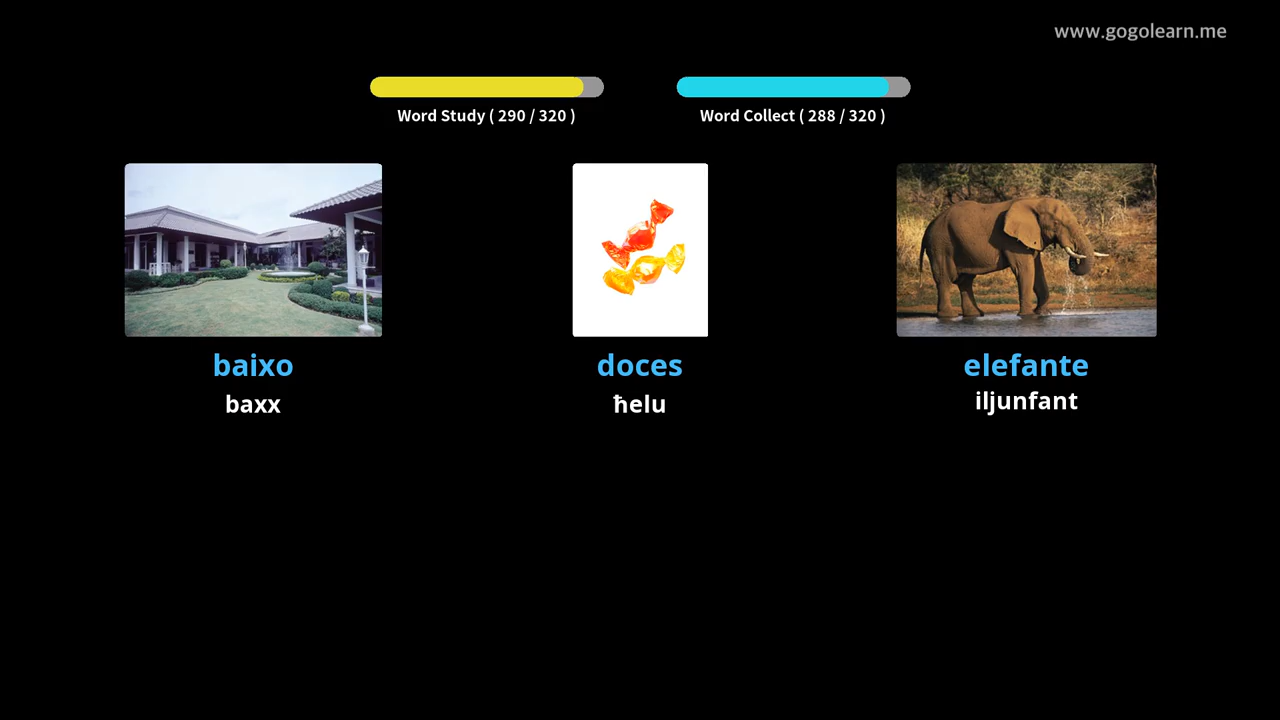 www.gogolearn.me
Word Study ( 290 / 320 )
Word Collect ( 288 / 320 )
baixo
doces
elefante
baxx
ħelu
iljunfant